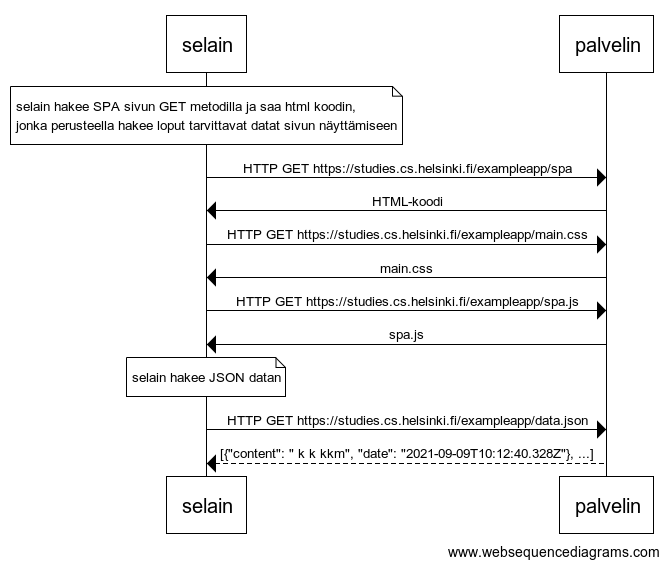 selain palvelin
selain hakee SPA sivun GET metodilla ja saa html koodin,
jonka perusteella hakee loput tarvittavat datat sivun näyttämiseen
HTTP GET https://studies.cs.helsinki.fi/exampleapp/spa
HTML-koodi
HTTP GET https://studies.cs.helsinki.fi/exampleapp/main.css
main.css
HTTP GET https://studies.cs.helsinki.fi/exampleapp/spa.js
spa.js
selain hakee JSON datan
HTTP GET https://studies.cs.helsinki.fi/exampleapp/data.json
[{"content": " k k kkm", "date": "2021-09-09T10:12:40.328Z"}, ...]
selain palvelin
www.websequencediagrams.com